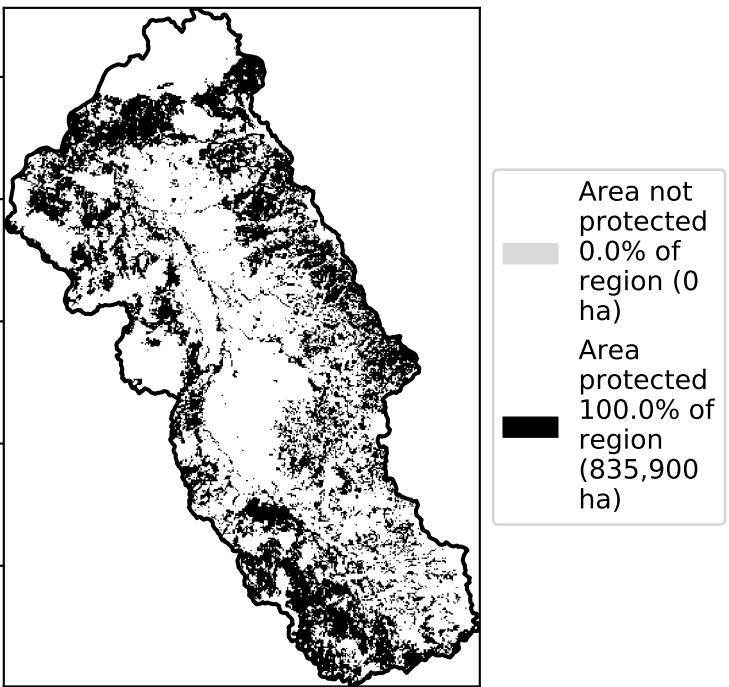 Area not
protected
0.0% of
region (0
ha)
Area
protected
100.0% of
region
(835,900
ha)